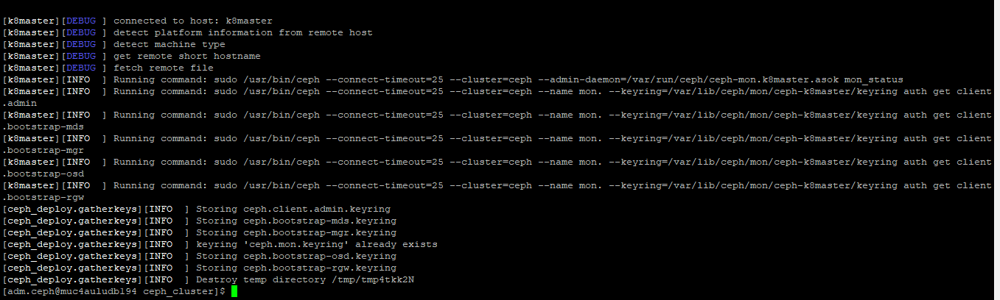 [k8master][DEBUG ] connected to host: k8master
[k8master][DEBUG ] detect platform information from remote host
[k8master][DEBUG ] detect machine type
[k8master][DEBUG ] get remote short hostname
[k8master][DEBUG ] fetch remote file
[k8master][INFO  ] Running command: sudo /usr/bin/ceph --connect-timeout=25 --cluster=ceph --admin-daemon=/var/run/ceph/ceph-mon.k8master.asok mon_status
[k8master][INFO  ] Running command: sudo /usr/bin/ceph --connect-timeout=25 --cluster=ceph --name mon. --keyring=/var/lib/ceph/mon/ceph-k8master/keyring auth get client
.admin
[k8master][INFO  ] Running command: sudo /usr/bin/ceph --connect-timeout=25 --cluster=ceph --name mon. --keyring=/var/lib/ceph/mon/ceph-k8master/keyring auth get client
.bootstrap-mds
[k8master][INFO  ] Running command: sudo /usr/bin/ceph --connect-timeout=25 --cluster=ceph --name mon. --keyring=/var/lib/ceph/mon/ceph-k8master/keyring auth get client
.bootstrap-mgr
[k8master][INFO  ] Running command: sudo /usr/bin/ceph --connect-timeout=25 --cluster=ceph --name mon. --keyring=/var/lib/ceph/mon/ceph-k8master/keyring auth get client
.bootstrap-osd
[k8master][INFO  ] Running command: sudo /usr/bin/ceph --connect-timeout=25 --cluster=ceph --name mon. --keyring=/var/lib/ceph/mon/ceph-k8master/keyring auth get client
.bootstrap-rgw
[ceph_deploy.gatherkeys][INFO  ] Storing ceph.client.admin.keyring
[ceph_deploy.gatherkeys][INFO  ] Storing ceph.bootstrap-mds.keyring
[ceph_deploy.gatherkeys][INFO  ] Storing ceph.bootstrap-mgr.keyring
[ceph_deploy.gatherkeys][INFO  ] keyring 'ceph.mon.keyring' already exists
[ceph_deploy.gatherkeys][INFO  ] Storing ceph.bootstrap-osd.keyring
[ceph_deploy.gatherkeys][INFO  ] Storing ceph.bootstrap-rgw.keyring
[ceph_deploy.gatherkeys][INFO  ] Destroy temp directory /tmp/tmp4tkk2N
[adm.ceph@muc4auludb194 ceph_cluster]$